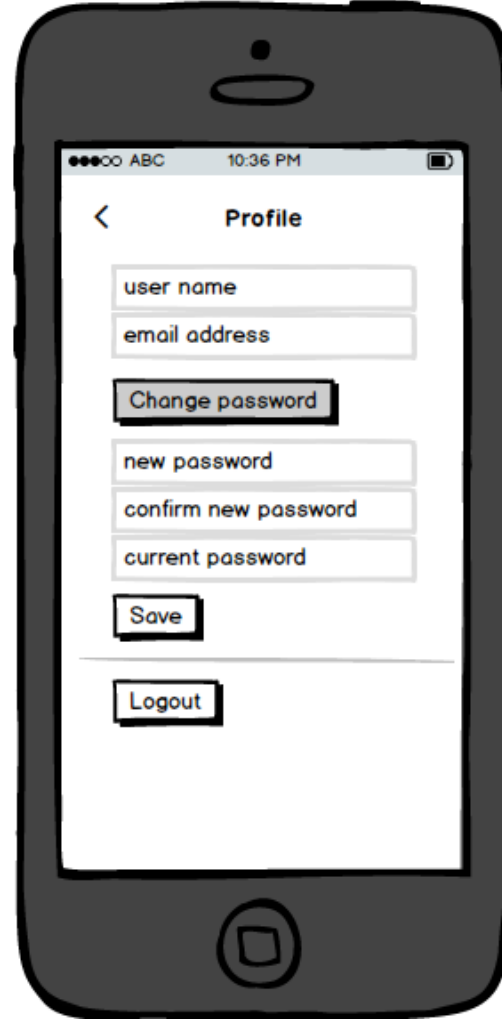 ABC 10:36 PM
Profile
user name
email address
Change password
new password
confirm new password
current password
Save
Logout